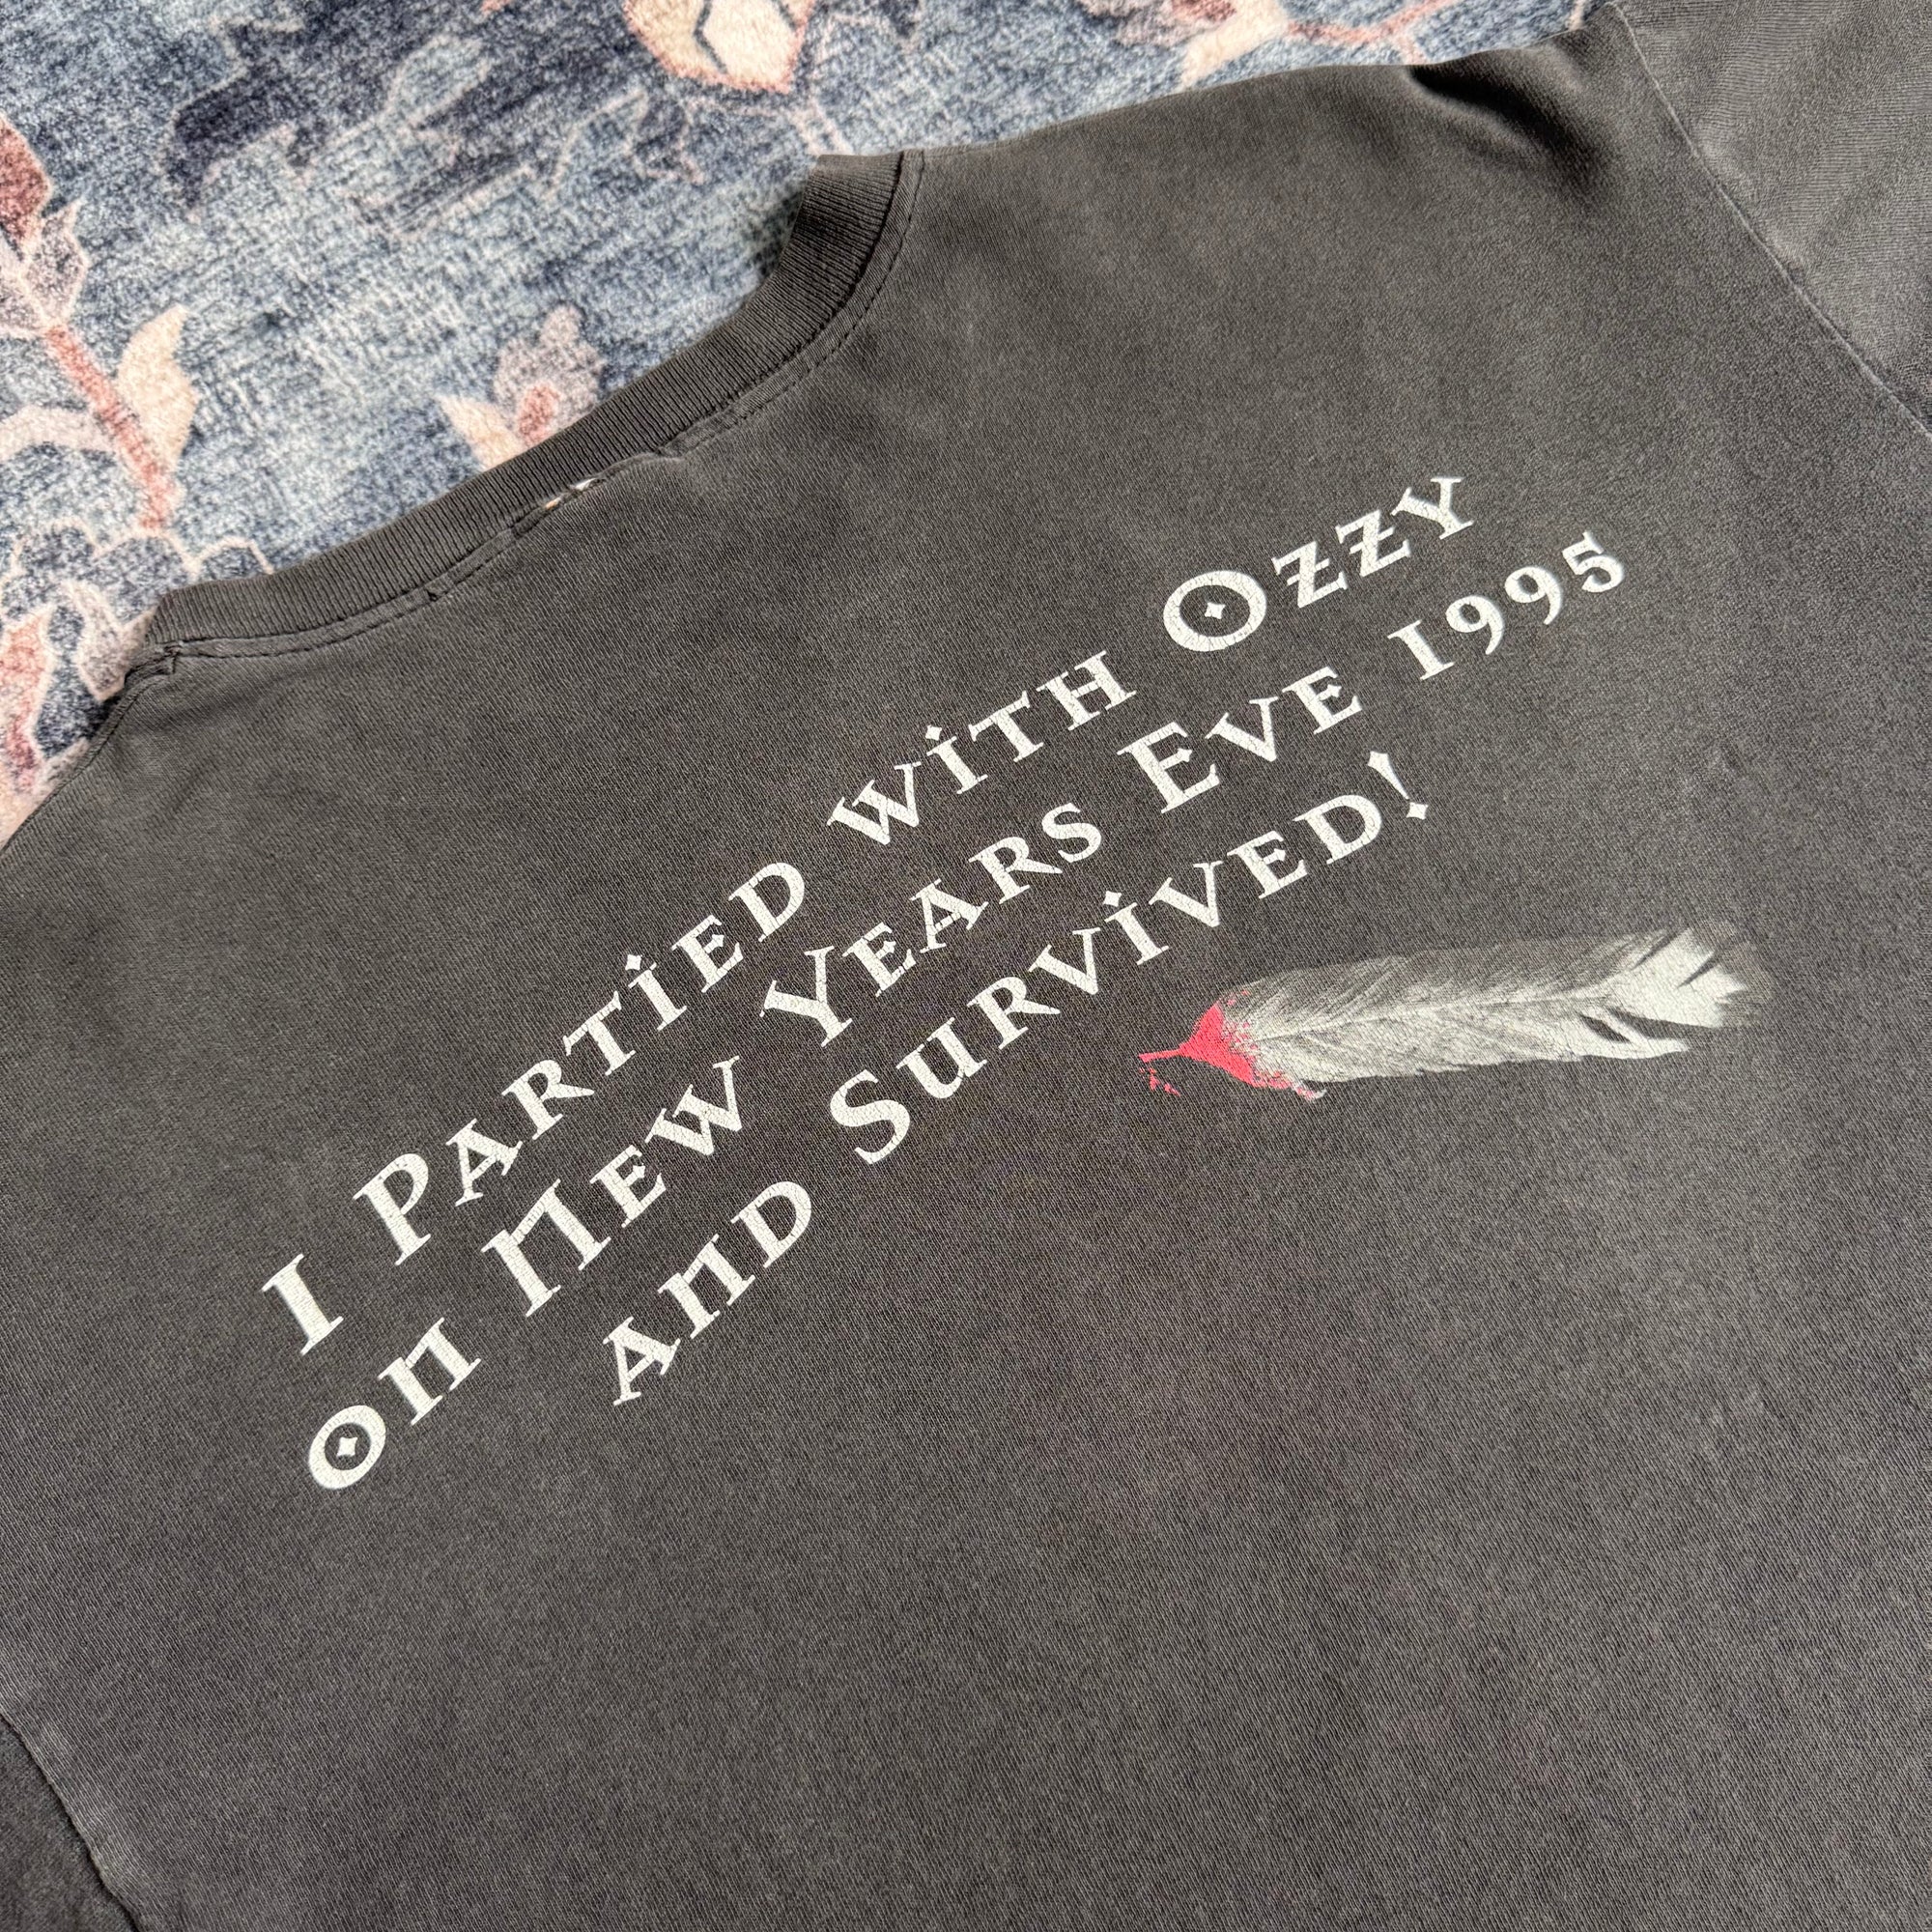 I Partied with Ozzy
on New Years Eve 1995
and Survived!